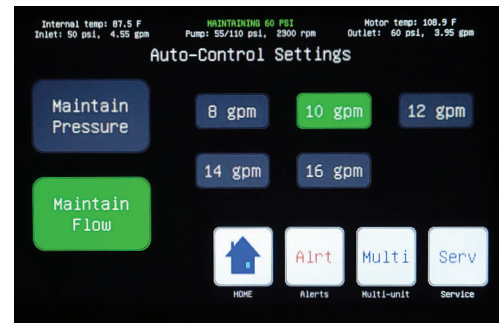 Internal temp: 87.5 F MAINTAINING 60 PSI Motor temp: 108.9 F
Inlet: 50 psi, 4.55 gpm Pump: 55/110 psi, 2300 rpm Outlet: 60 psi, 3.95 gpm
Auto-Control Settings
Maintain
Pressure
8 gpm 10 gpm 12 gpm
14 gpm 16 gpm
Maintain
Flow
Alrt Multi Serv
HOME Alerts Multi-unit Service